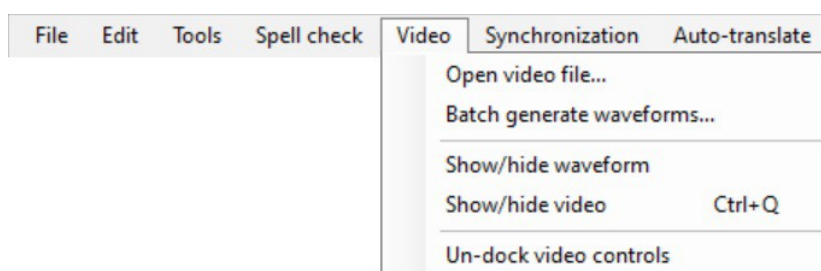 File Edit Tools Spell check Video Synchronization Auto-translate
Open video file...
Batch generate waveforms...
Show/hide waveform
Show/hide video Ctrl+Q
Un-dock video controls